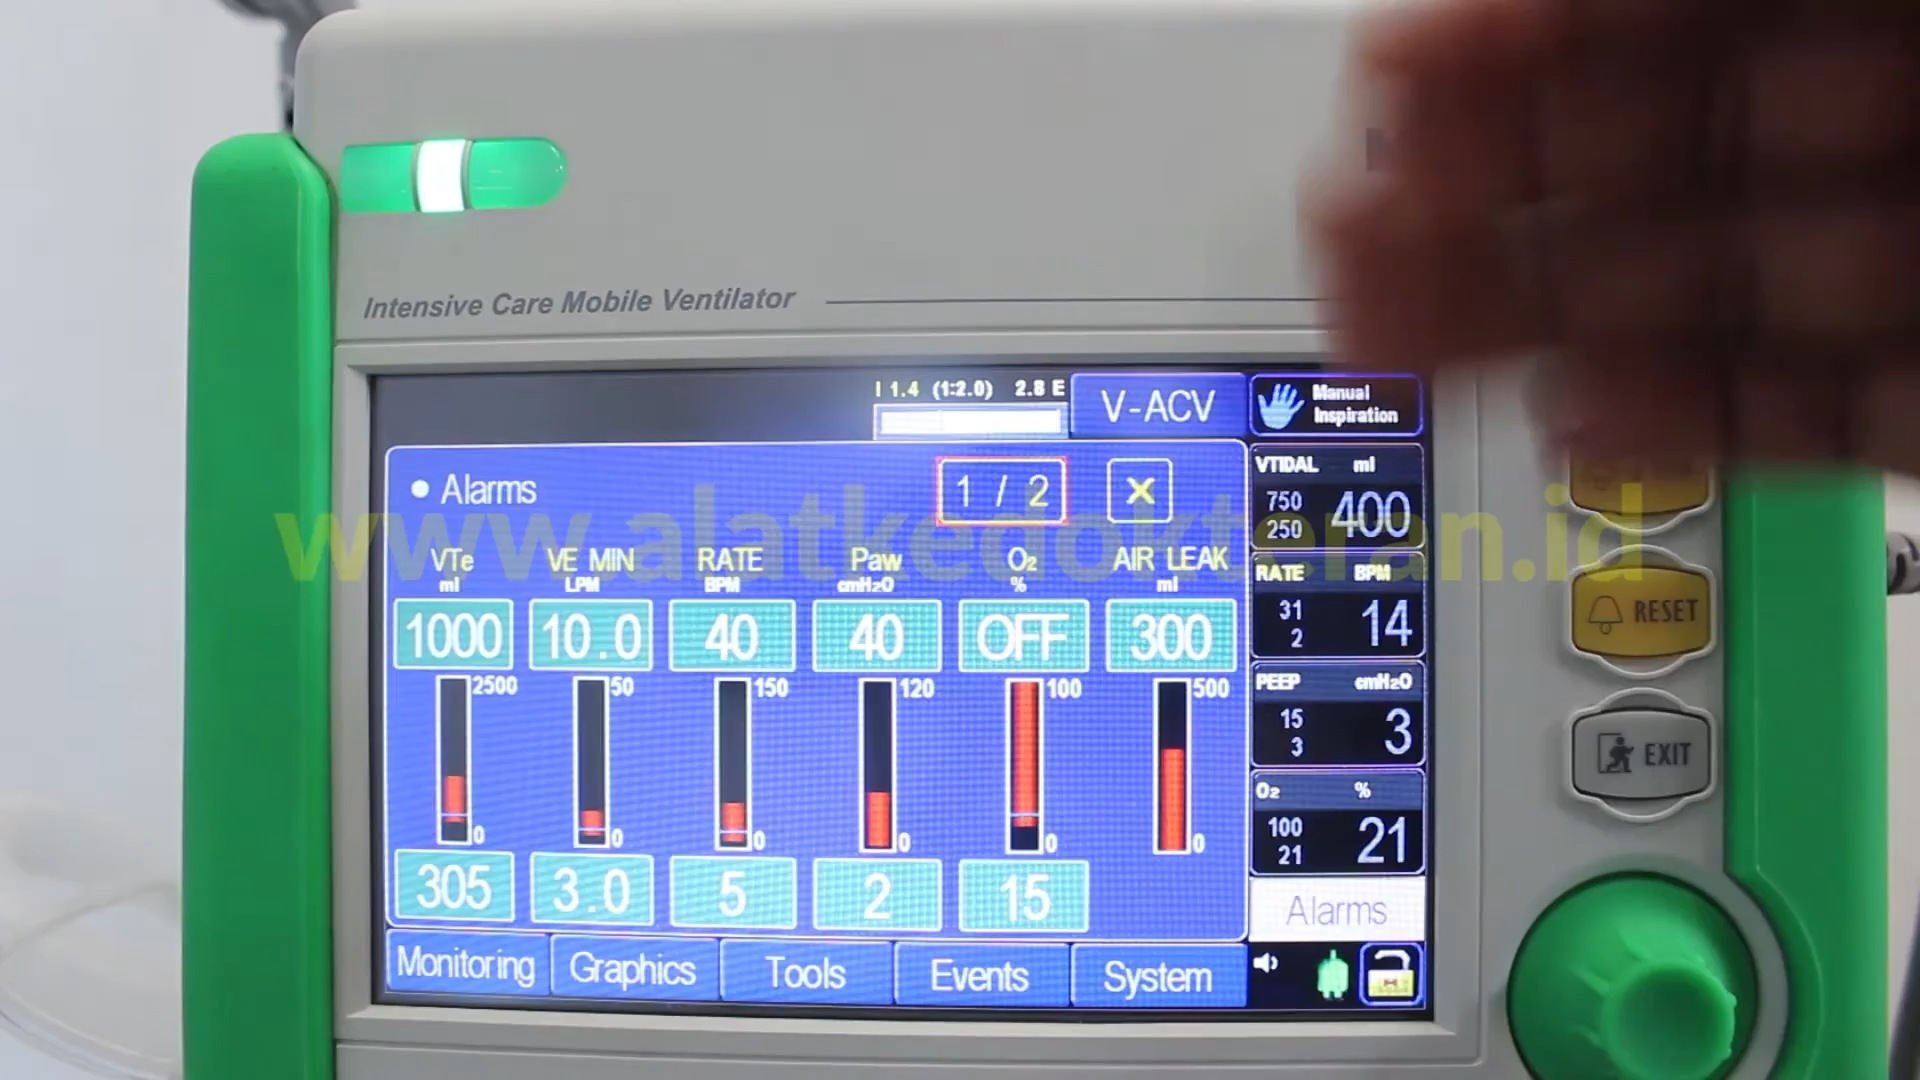 Intensive Care Mobile Ventilator
I 1.4 (1:2.0) 2.8 E
V-ACV
Manual
Inspiration
Alarms
1 / 2
X
www.alatkedokteran.id
VTe
ml
VE MIN
LPM
RATE
BPM
Paw
cmH2O
O2
%
AIR LEAK
ml
1000
10.0
40
40
OFF
300
2500
50
150
120
100
500
0
0
0
0
0
0
305
3.0
5
2
15
Monitoring
Graphics
Tools
Events
System
VTIDAL ml
750
250
400
RATE BPM
31
2
14
PEEP cmH2O
15
3
3
O2 %
100
21
21
Alarms
RESET
EXIT